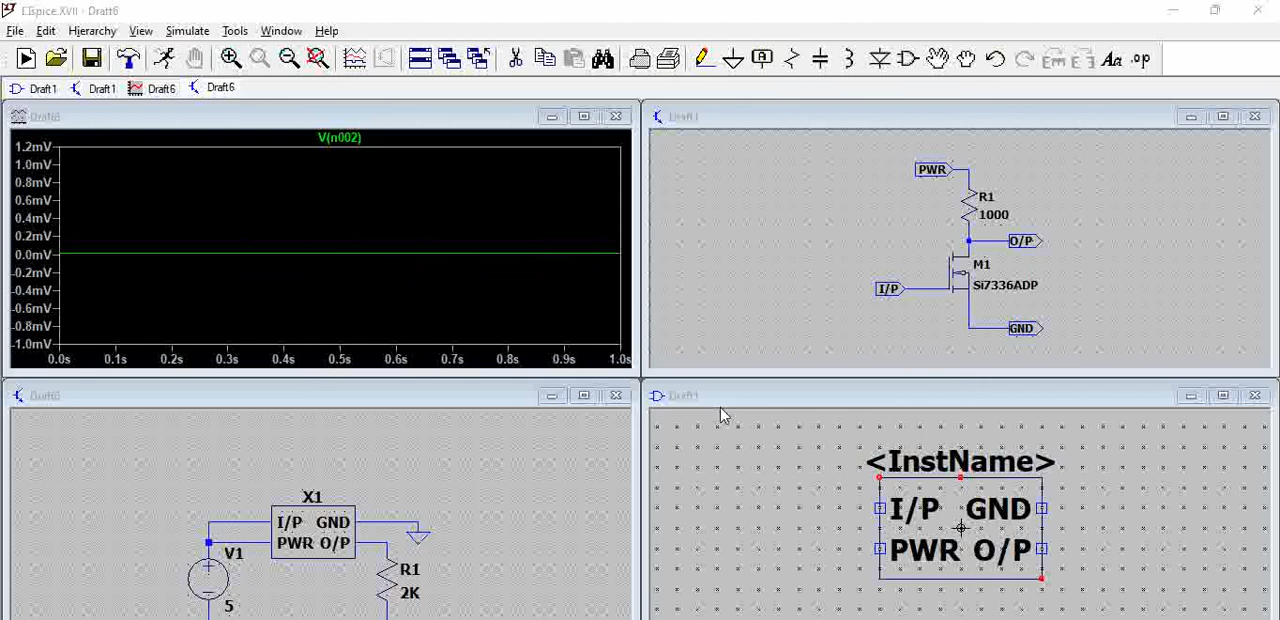 LTspice XVII - Draft6
File Edit Hierarchy View Simulate Tools Window Help
Draft1 Draft1 Draft6 Draft6
Draft6
V(n002)
1.2mV
1.0mV
0.8mV
0.6mV
0.4mV
0.2mV
0.0mV
-0.2mV
-0.4mV
-0.6mV
-0.8mV
-1.0mV
0.0s 0.1s 0.2s 0.3s 0.4s 0.5s 0.6s 0.7s 0.8s 0.9s 1.0s
Draft1
PWR
R1
1000
O/P
M1
Si7336ADP
I/P
GND
Draft6
X1
I/P GND
PWR O/P
V1
5
R1
2K
Draft1
<InstName>
I/P GND
PWR O/P